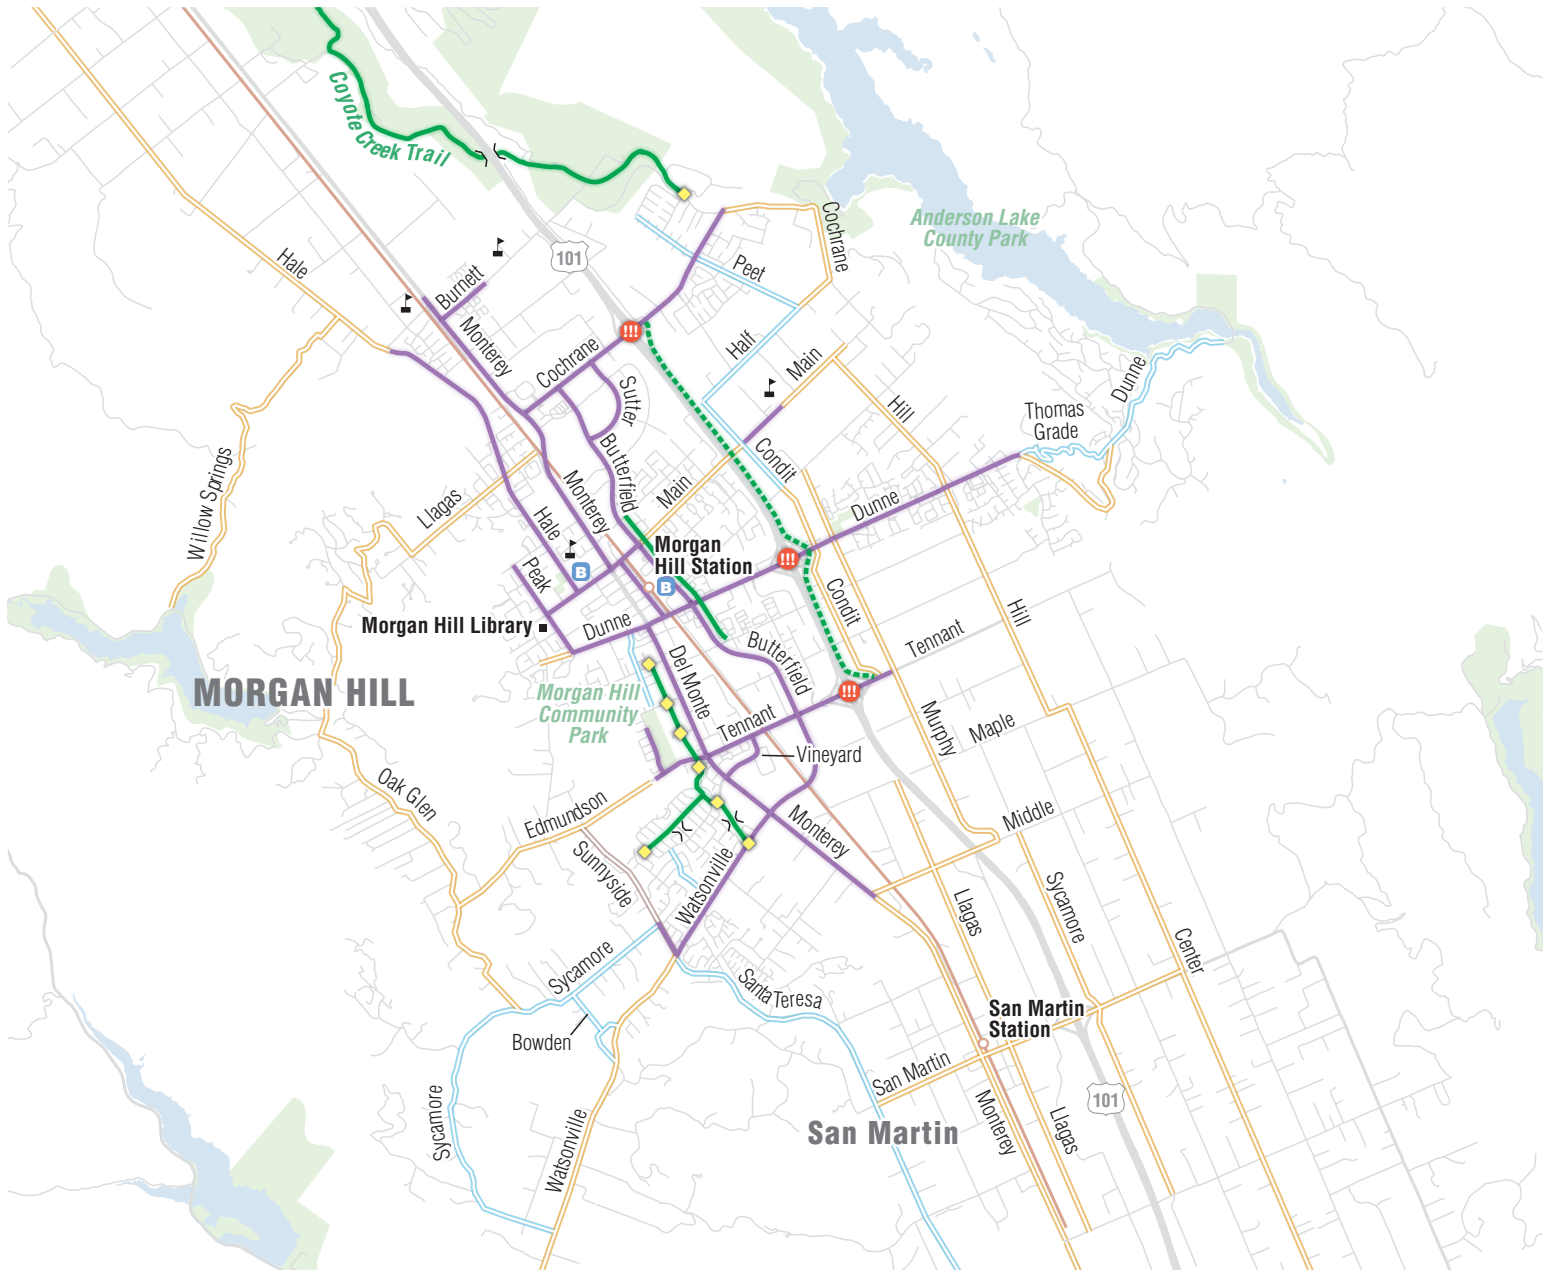 Coyote Creek Trail
Anderson Lake
County Park
Cochrane
Hale
101
Peet
Burnett
Monterey
Cochrane
Half
Main
Sutter
Hill
Dunne
Thomas
Grade
Willow Springs
Llagas
Butterfield
Main
Condit
Monterey
Dunne
Hale
Morgan
Hill Station
Peak
B
B
!!!
!!!
!!!
Morgan Hill Library
Dunne
Condit
Hill
Tennant
Del Monte
Butterfield
MORGAN HILL
Morgan Hill
Community
Park
Tennant
Murphy
Maple
Vineyard
Oak Glen
Edmundson
Monterey
Middle
Sunnyside
Watsonville
Llagas
Sycamore
Center
Sycamore
Santa Teresa
San Martin
Station
Bowden
San Martin
101
Sycamore
Watsonville
San Martin
Monterey
Llagas